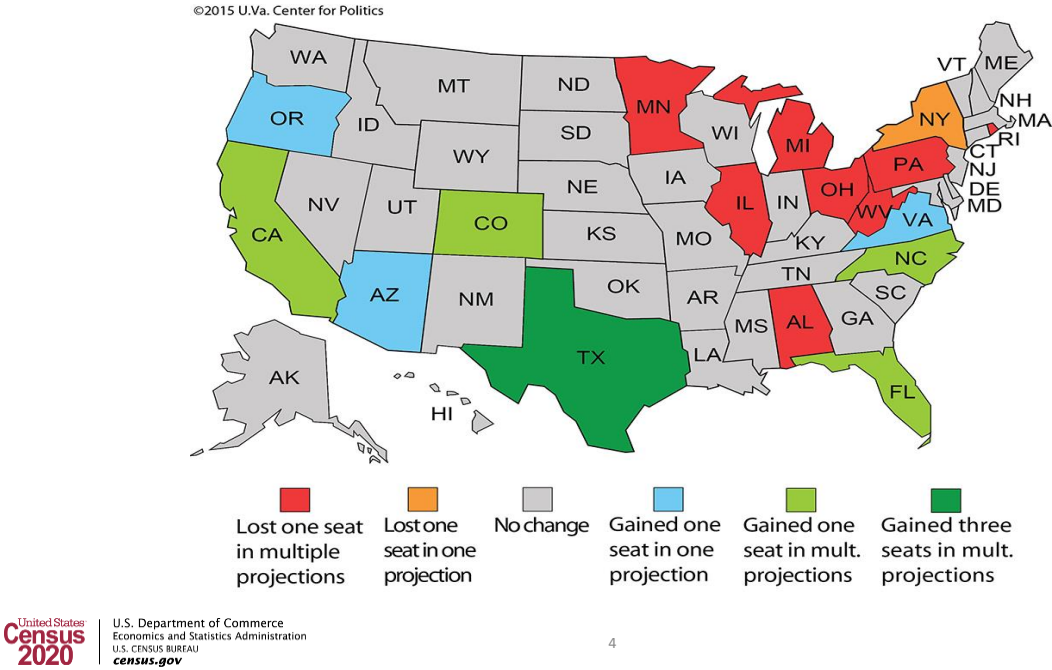 ©2015 U.Va. Center for Politics
WA
MT
ND
MN
VT
ME
OR
ID
SD
WI
MI
NY
NH
MA
RI
WY
IA
PA
CT
NJ
NE
IL
IN
OH
WV
DE
MD
NV
UT
CO
KS
MO
KY
VA
CA
AZ
NM
OK
AR
TN
NC
SC
TX
LA
MS
AL
GA
AK
HI
FL
Lost one seat
in multiple
projections
Lost one
seat in one
projection
No change
Gained one
seat in one
projection
Gained one
seat in mult.
projections
Gained three
seats in mult.
projections
United States
Census
2020
U.S. Department of Commerce
Economics and Statistics Administration
U.S. CENSUS BUREAU
census.gov
4